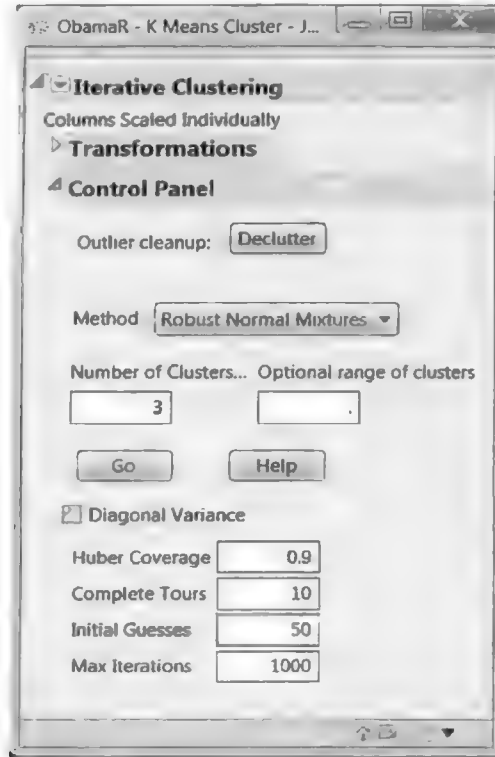 ObamaR - K Means Cluster - J...
Iterative Clustering
Columns Scaled Individually
Transformations
Control Panel
Outlier cleanup: Declutter
Method Robust Normal Mixtures
Number of Clusters... Optional range of clusters
3 .
Go Help
Diagonal Variance
Huber Coverage 0.9
Complete Tours 10
Initial Guesses 50
Max Iterations 1000